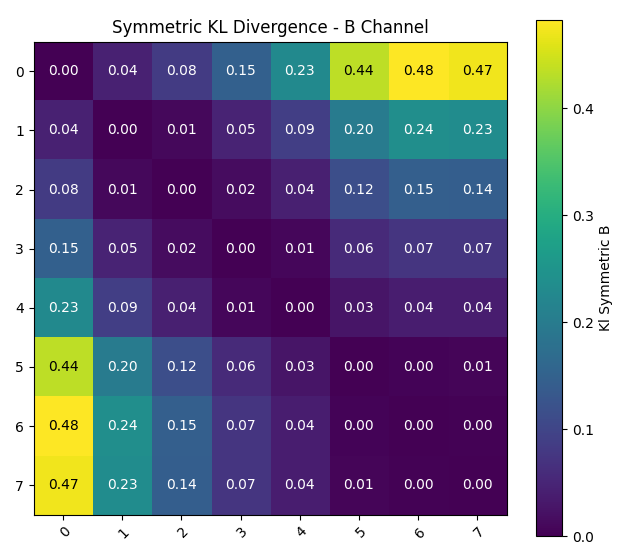 Symmetric KL Divergence - B Channel
0 0.00 0.04 0.08 0.15 0.23 0.44 0.48 0.47
1 0.04 0.00 0.01 0.05 0.09 0.20 0.24 0.23
2 0.08 0.01 0.00 0.02 0.04 0.12 0.15 0.14
3 0.15 0.05 0.02 0.00 0.01 0.06 0.07 0.07
4 0.23 0.09 0.04 0.01 0.00 0.03 0.04 0.04
5 0.44 0.20 0.12 0.06 0.03 0.00 0.00 0.01
6 0.48 0.24 0.15 0.07 0.04 0.00 0.00 0.00
7 0.47 0.23 0.14 0.07 0.04 0.01 0.00 0.00
0 1 2 3 4 5 6 7
0.4
0.3
0.2
0.1
0.0
Kl Symmetric B